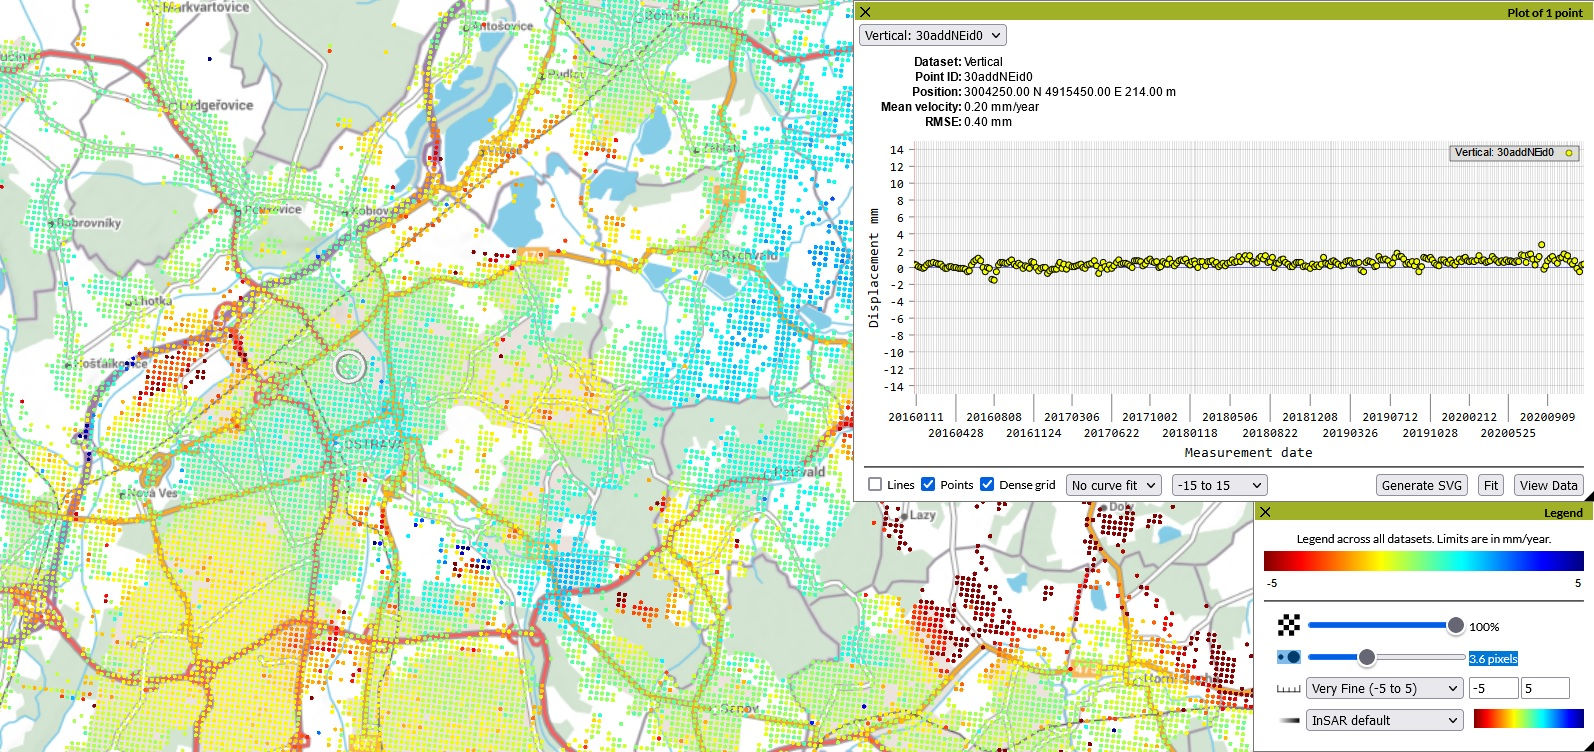 Markvartovice
Antošovice
Bohumín
Pudlov
Ludgeřovice
Vrbice
Záblatí
Bobrovníky
Petřkovice
Koblov
Rychvald
Lhotka
Hošťálkovice
OSTRAVA
Petřvald
Nová Ves
Lazy
Doly
Horní Suchá
Šenov
Plot of 1 point
Vertical: 30addNEid0
Dataset: Vertical
Point ID: 30addNEid0
Position: 3004250.00 N 4915450.00 E 214.00 m
Mean velocity: 0.20 mm/year
RMSE: 0.40 mm
Vertical: 30addNEid0
14
12
10
8
6
4
2
0
-2
-4
-6
-8
-10
-12
-14
Displacement mm
20160111 20160808 20170306 20171002 20180506 20181208 20190712 20200212 20200909
20160428 20161124 20170622 20180118 20180822 20190326 20191028 20200525
Measurement date
Lines Points Dense grid No curve fit -15 to 15 Generate SVG Fit View Data
Legend
Legend across all datasets. Limits are in mm/year.
-5 5
100%
3.6 pixels
Very Fine (-5 to 5) -5 5
InSAR default